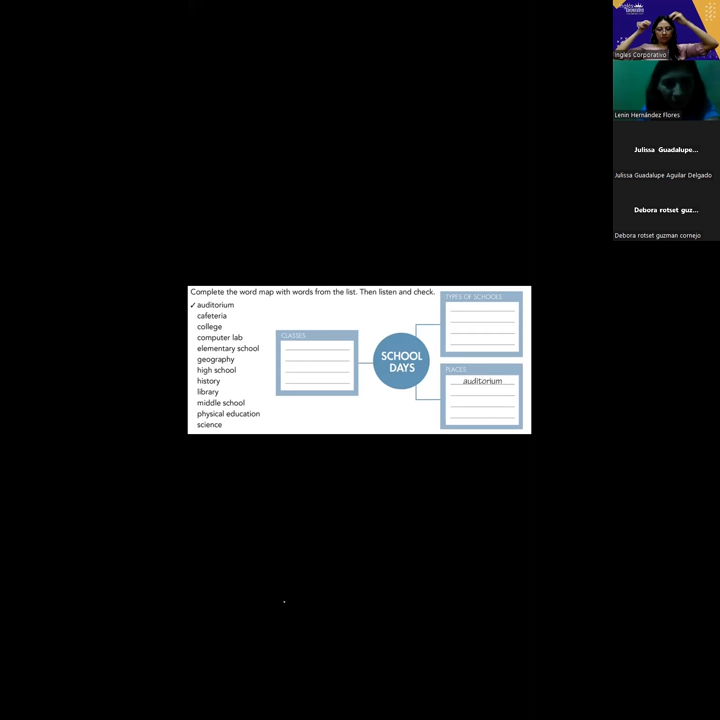 Complete the word map with words from the list. Then listen and check.
✓ auditorium
cafeteria
college
computer lab
elementary school
geography
high school
history
library
middle school
physical education
science
CLASSES
SCHOOL
DAYS
TYPES OF SCHOOLS
PLACES
auditorium
Ingles Corporativo
Lenin Hernández Flores
Julissa Guadalupe...
Julissa Guadalupe Aguilar Delgado
Debora rotset guz...
Debora rotset guzman cornejo